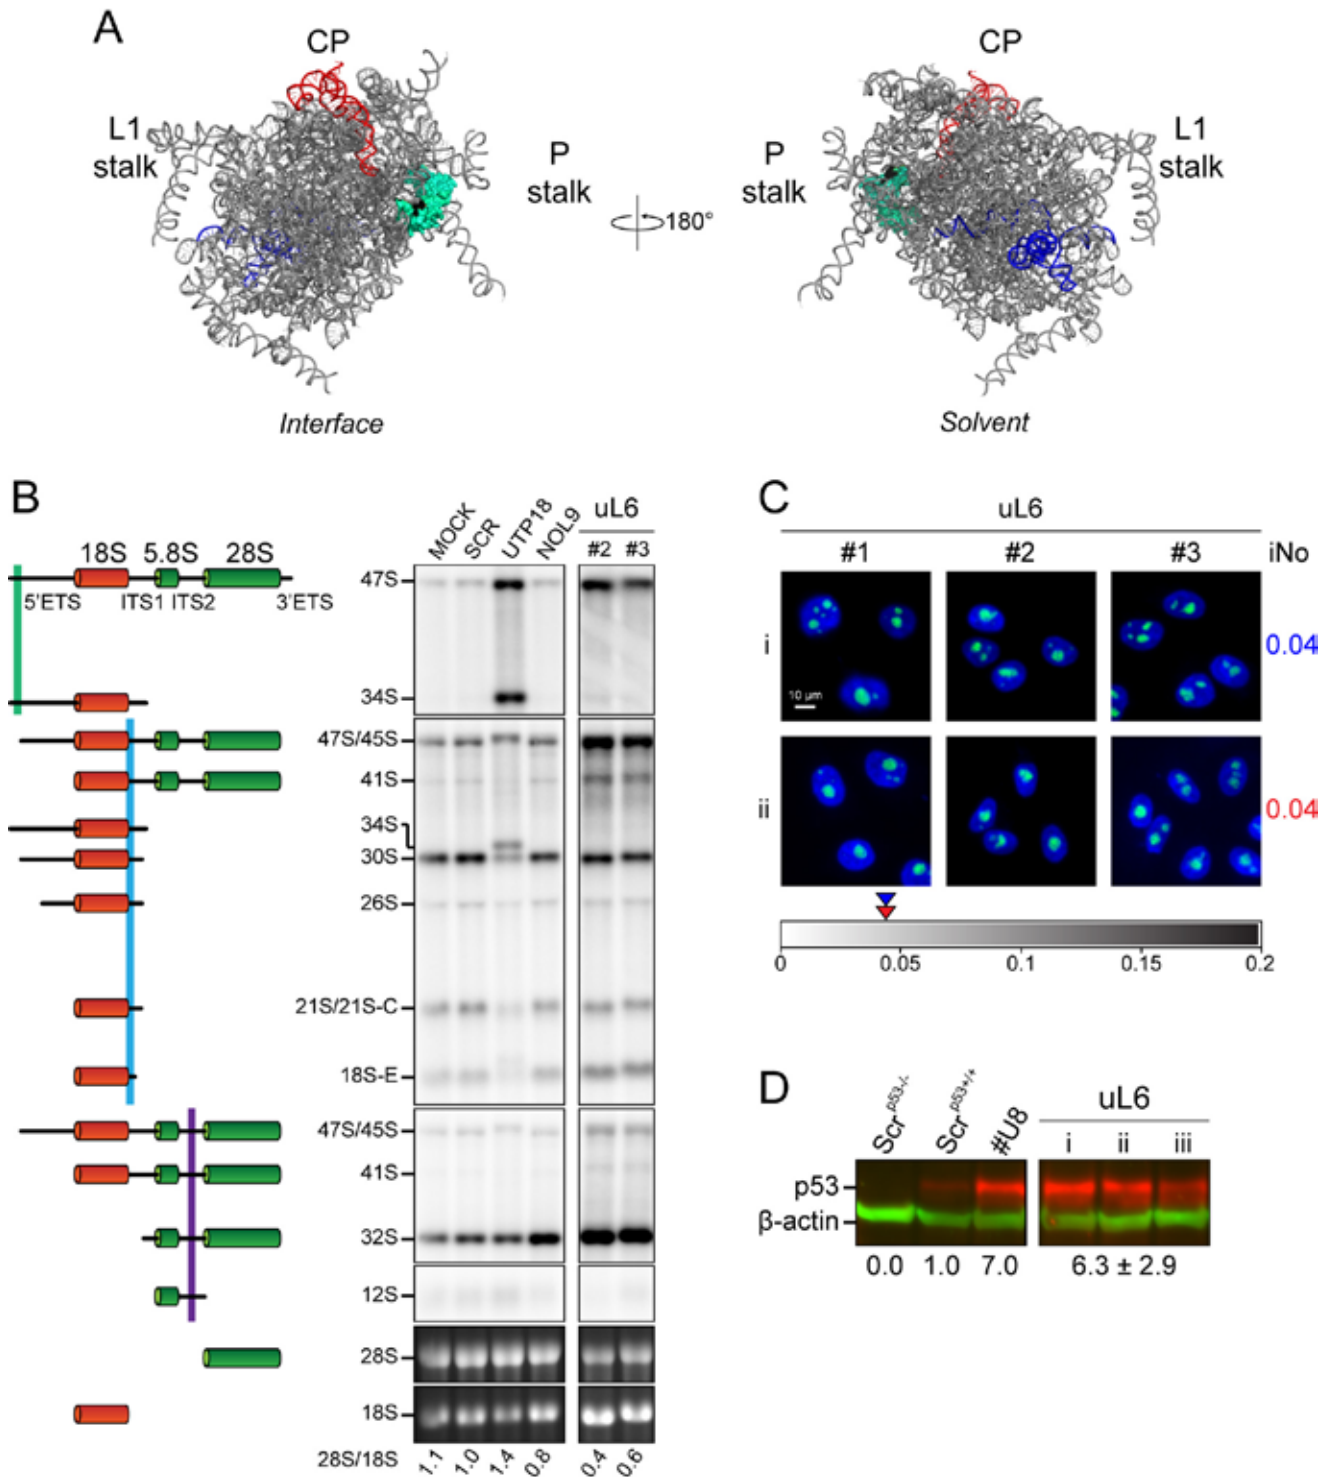 A
CP
CP
L1
stalk
P
stalk
180°
P
stalk
L1
stalk
Interface
Solvent
B
MOCK
SCR
UTP18
NOL9
uL6
#2
#3
18S
5.8S
28S
5'ETS
ITS1
ITS2
3'ETS
47S
34S
47S/45S
41S
34S
30S
26S
21S/21S-C
18S-E
47S/45S
41S
32S
12S
28S
18S
28S/18S
1.1
1.0
1.4
0.8
0.4
0.6
C
uL6
#1
#2
#3
iNo
i
10 µm
0.04
ii
0.04
0
0.05
0.1
0.15
0.2
D
Scr p53-/-
Scr p53+/+
#U8
uL6
i
ii
iii
p53
β-actin
0.0
1.0
7.0
6.3 ± 2.9